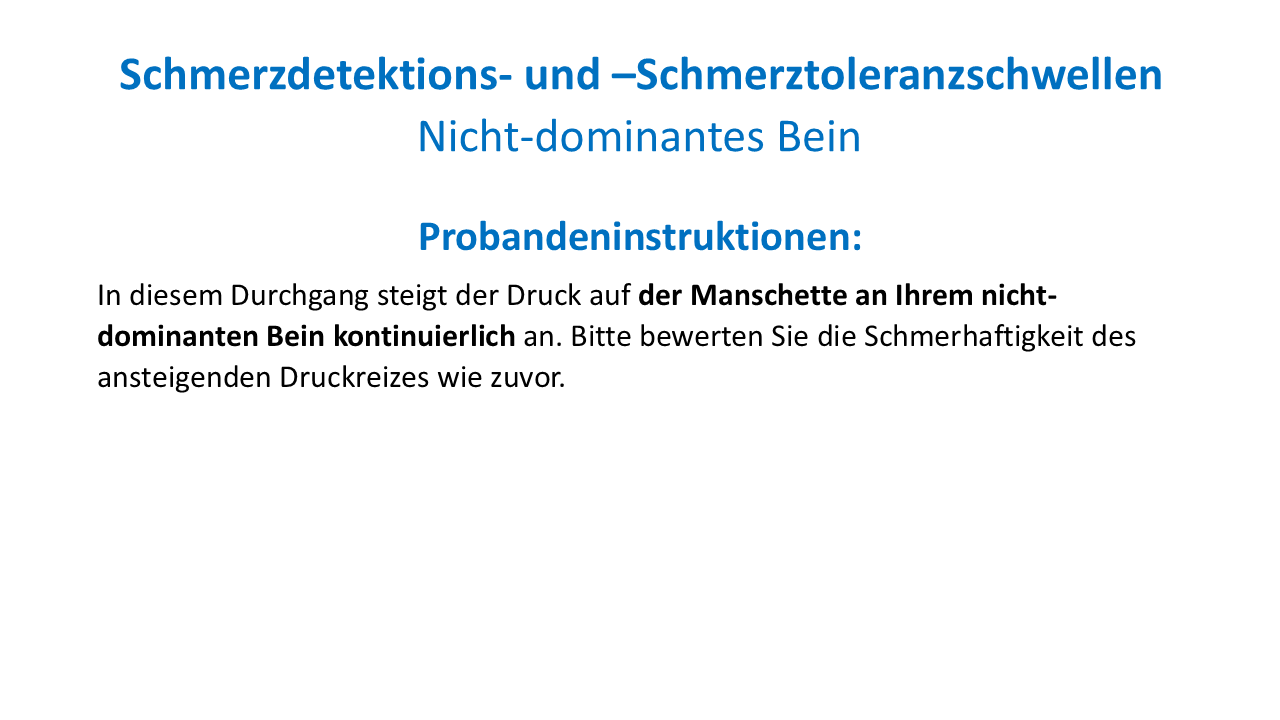 Schmerzdetektions- und –Schmerztoleranzschwellen
Nicht-dominantes Bein
Probandeninstruktionen:
In diesem Durchgang steigt der Druck auf der Manschette an Ihrem nicht-
dominanten Bein kontinuierlich an. Bitte bewerten Sie die Schmerhaftigkeit des
ansteigenden Druckreizes wie zuvor.